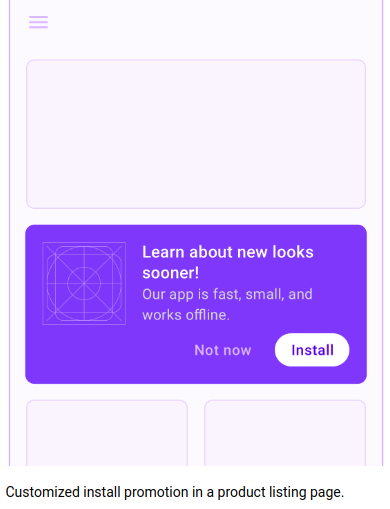 Learn about new looks
sooner!
Our app is fast, small, and
works offline.
Not now Install
Customized install promotion in a product listing page.